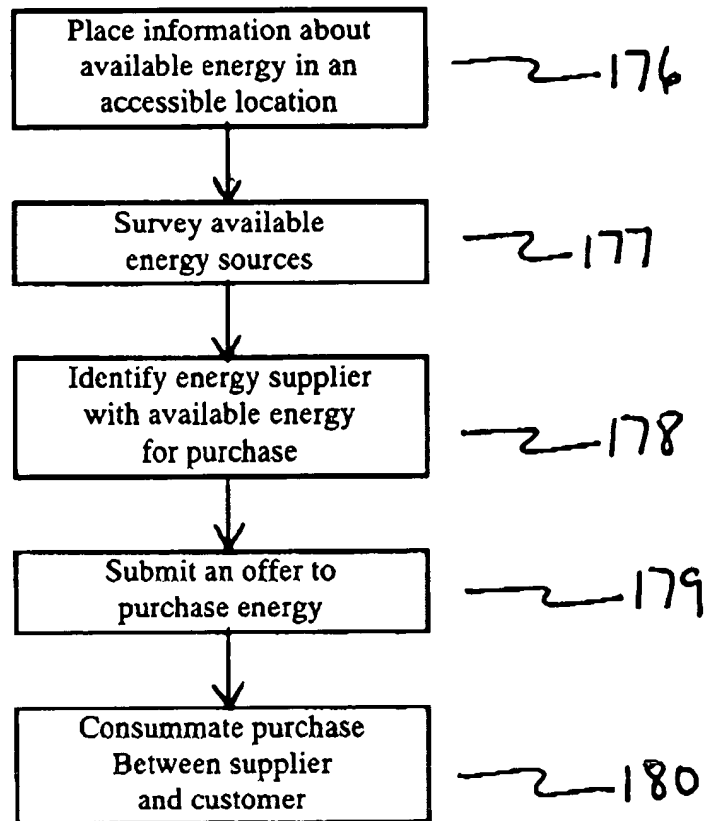 Place information about
available energy in an
accessible location
176
Survey available
energy sources
177
Identify energy supplier
with available energy
for purchase
178
Submit an offer to
purchase energy
179
Consummate purchase
Between supplier
and customer
180